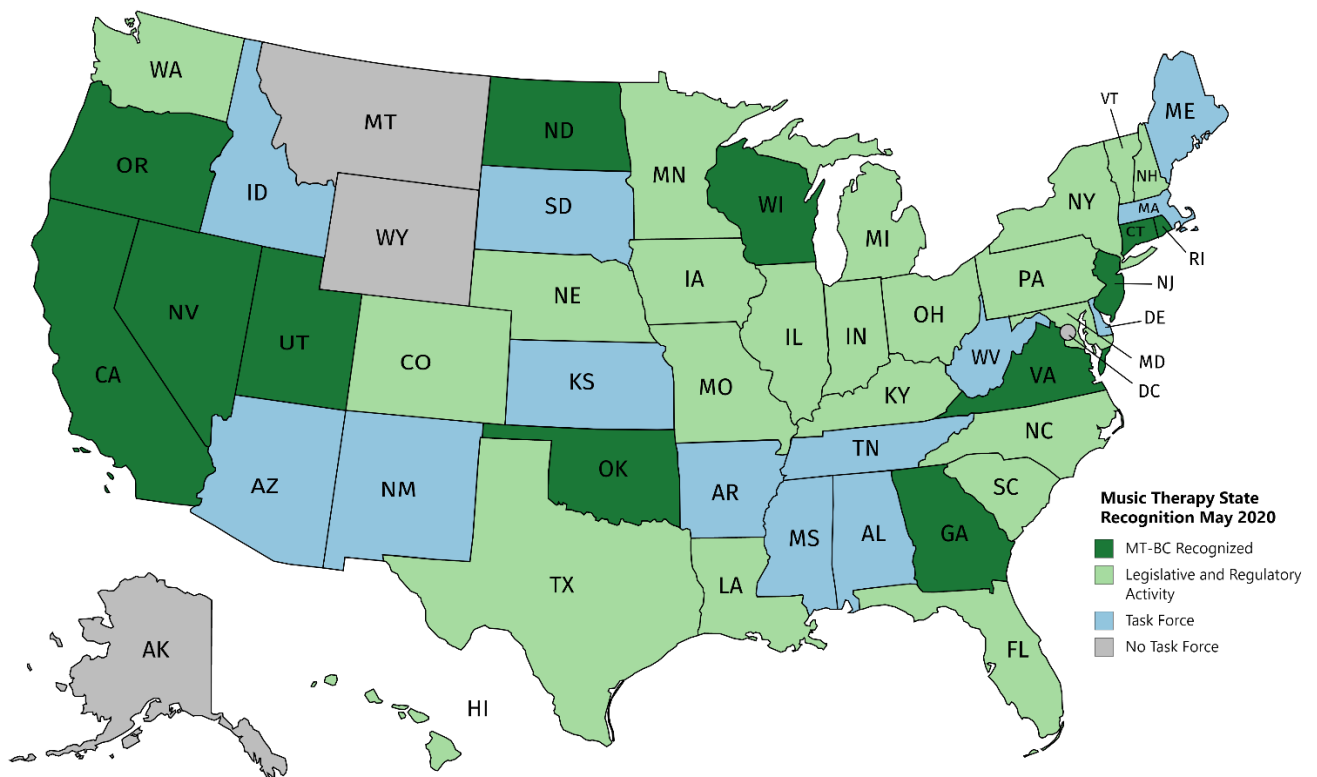 WA
OR
CA
NV
ID
MT
WY
UT
CO
AZ
NM
ND
SD
NE
KS
OK
TX
MN
IA
MO
AR
LA
WI
IL
MI
IN
OH
KY
TN
MS
AL
GA
FL
SC
NC
VA
WV
PA
NY
VT
NH
ME
MA
CT
RI
NJ
DE
MD
DC
AK
HI
Music Therapy State
Recognition May 2020
MT-BC Recognized
Legislative and Regulatory
Activity
Task Force
No Task Force